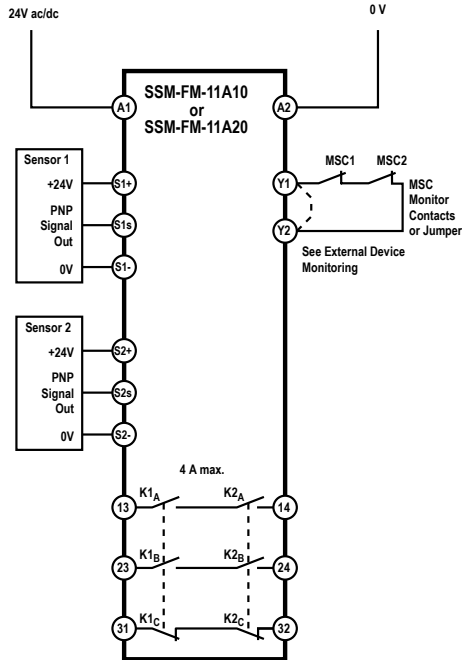 24V ac/dc
0 V
SSM-FM-11A10
or
SSM-FM-11A20
A1
A2
Sensor 1
+24V
PNP
Signal
Out
0V
S1+
S1s
S1-
Y1
Y2
MSC1
MSC2
MSC
Monitor
Contacts
or Jumper
See External Device
Monitoring
Sensor 2
+24V
PNP
Signal
Out
0V
S2+
S2s
S2-
4 A max.
13
K1A
K2A
14
23
K1B
K2B
24
31
K1C
K2C
32